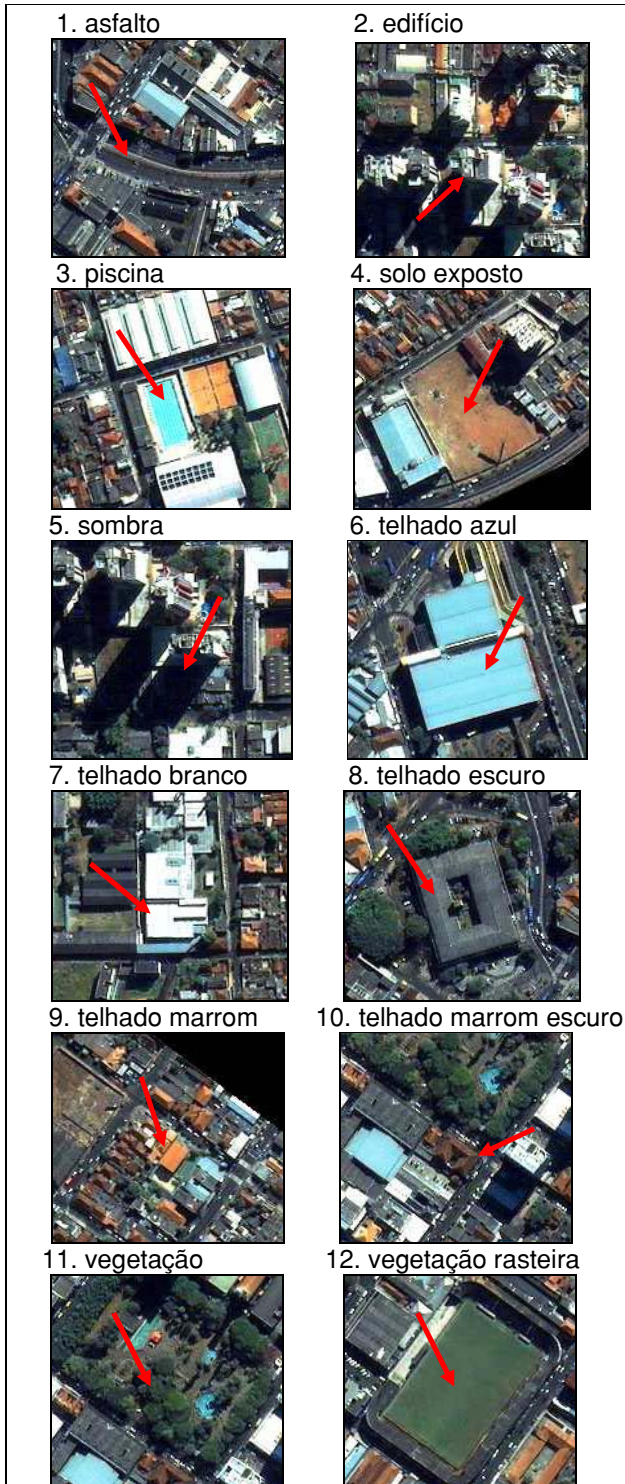 1. asfalto
2. edifício
3. piscina
4. solo exposto
5. sombra
6. telhado azul
7. telhado branco
8. telhado escuro
9. telhado marrom
10. telhado marrom escuro
11. vegetação
12. vegetação rasteira